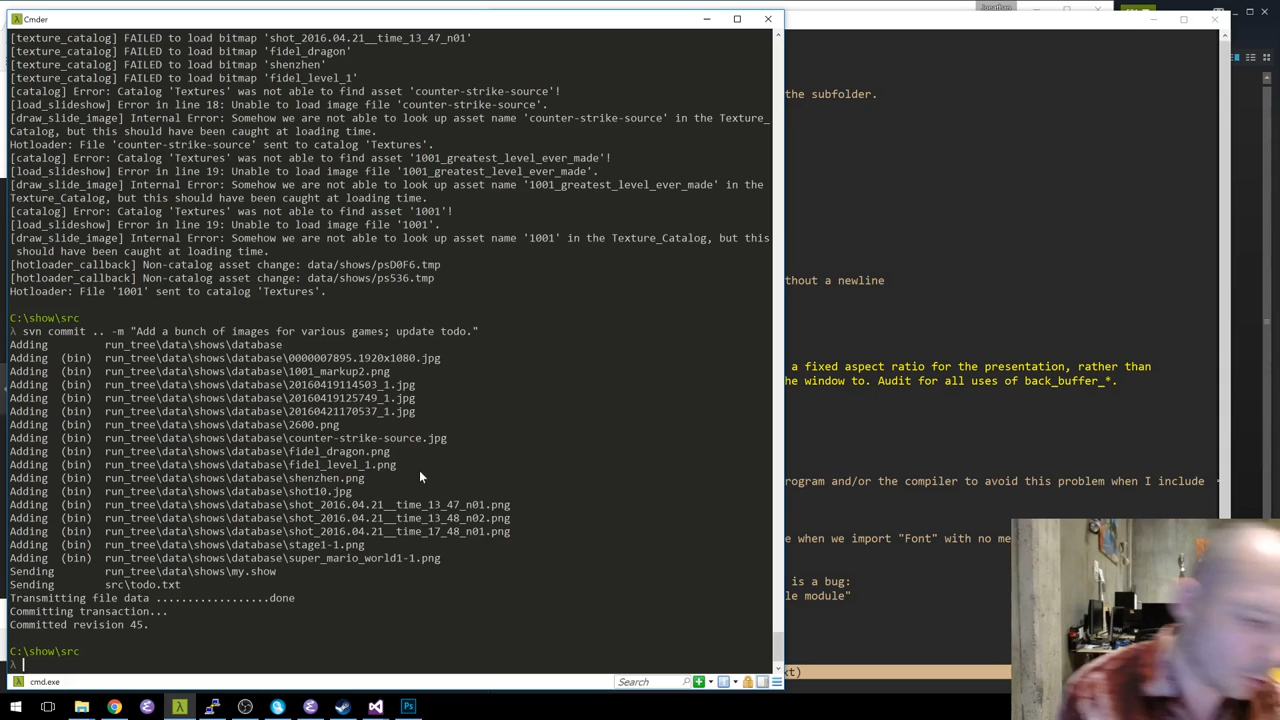 Cmder
Jonathan
[texture_catalog] FAILED to load bitmap 'shot_2016.04.21__time_13_47_n01'
[texture_catalog] FAILED to load bitmap 'fidel_dragon'
[texture_catalog] FAILED to load bitmap 'shenzhen'
[texture_catalog] FAILED to load bitmap 'fidel_level_1'
[catalog] Error: Catalog 'Textures' was not able to find asset 'counter-strike-source'!
[load_slideshow] Error in line 18: Unable to load image file 'counter-strike-source'.
[draw_slide_image] Internal Error: Somehow we are not able to look up asset name 'counter-strike-source' in the Texture_
Catalog, but this should have been caught at loading time.
Hotloader: File 'counter-strike-source' sent to catalog 'Textures'.
[catalog] Error: Catalog 'Textures' was not able to find asset '1001_greatest_level_ever_made'!
[load_slideshow] Error in line 19: Unable to load image file '1001_greatest_level_ever_made'.
[draw_slide_image] Internal Error: Somehow we are not able to look up asset name '1001_greatest_level_ever_made' in the
Texture_Catalog, but this should have been caught at loading time.
[catalog] Error: Catalog 'Textures' was not able to find asset '1001'!
[load_slideshow] Error in line 19: Unable to load image file '1001'.
[draw_slide_image] Internal Error: Somehow we are not able to look up asset name '1001' in the Texture_Catalog, but this
should have been caught at loading time.
[hotloader_callback] Non-catalog asset change: data/shows/psD0F6.tmp
[hotloader_callback] Non-catalog asset change: data/shows/ps536.tmp
Hotloader: File '1001' sent to catalog 'Textures'.
C:\show\src
λ svn commit .. -m "Add a bunch of images for various games; update todo."
Adding run_tree\data\shows\database
Adding (bin) run_tree\data\shows\database\0000007895.1920x1080.jpg
Adding (bin) run_tree\data\shows\database\1001_markup2.png
Adding (bin) run_tree\data\shows\database\20160419114503_1.jpg
Adding (bin) run_tree\data\shows\database\20160419125749_1.jpg
Adding (bin) run_tree\data\shows\database\20160421170537_1.jpg
Adding (bin) run_tree\data\shows\database\2600.png
Adding (bin) run_tree\data\shows\database\counter-strike-source.jpg
Adding (bin) run_tree\data\shows\database\fidel_dragon.png
Adding (bin) run_tree\data\shows\database\fidel_level_1.png
Adding (bin) run_tree\data\shows\database\shenzhen.png
Adding (bin) run_tree\data\shows\database\shot10.jpg
Adding (bin) run_tree\data\shows\database\shot_2016.04.21__time_13_47_n01.png
Adding (bin) run_tree\data\shows\database\shot_2016.04.21__time_13_48_n02.png
Adding (bin) run_tree\data\shows\database\shot_2016.04.21__time_17_48_n01.png
Adding (bin) run_tree\data\shows\database\stage1-1.png
Adding (bin) run_tree\data\shows\database\super_mario_world1-1.png
Sending run_tree\data\shows\my.show
Sending src\todo.txt
Transmitting file data ..................done
Committing transaction...
Committed revision 45.
C:\show\src
λ
cmd.exe
Search
the subfolder.
thout a newline
a fixed aspect ratio for the presentation, rather than
he window to. Audit for all uses of back_buffer_*.
rogram and/or the compiler to avoid this problem when I include
e when we import "Font" with no me
is a bug:
le module"
xt)
Ps